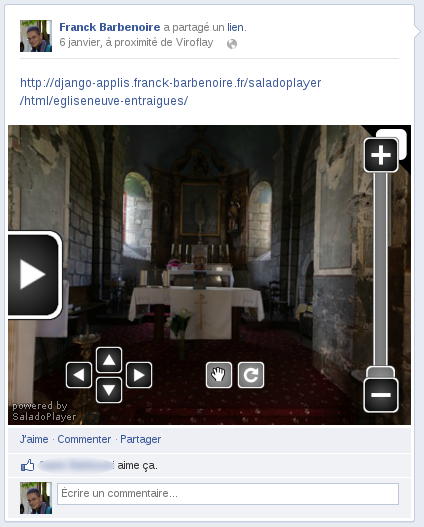 Franck Barbenoire a partagé un lien.
6 janvier, à proximité de Viroflay
http://django-applis.franck-barbenoire.fr/saladoplayer
/html/egliseneuve-entraigues/
powered by
SaladoPlayer
J'aime · Commenter · Partager
aime ça.
Écrire un commentaire...